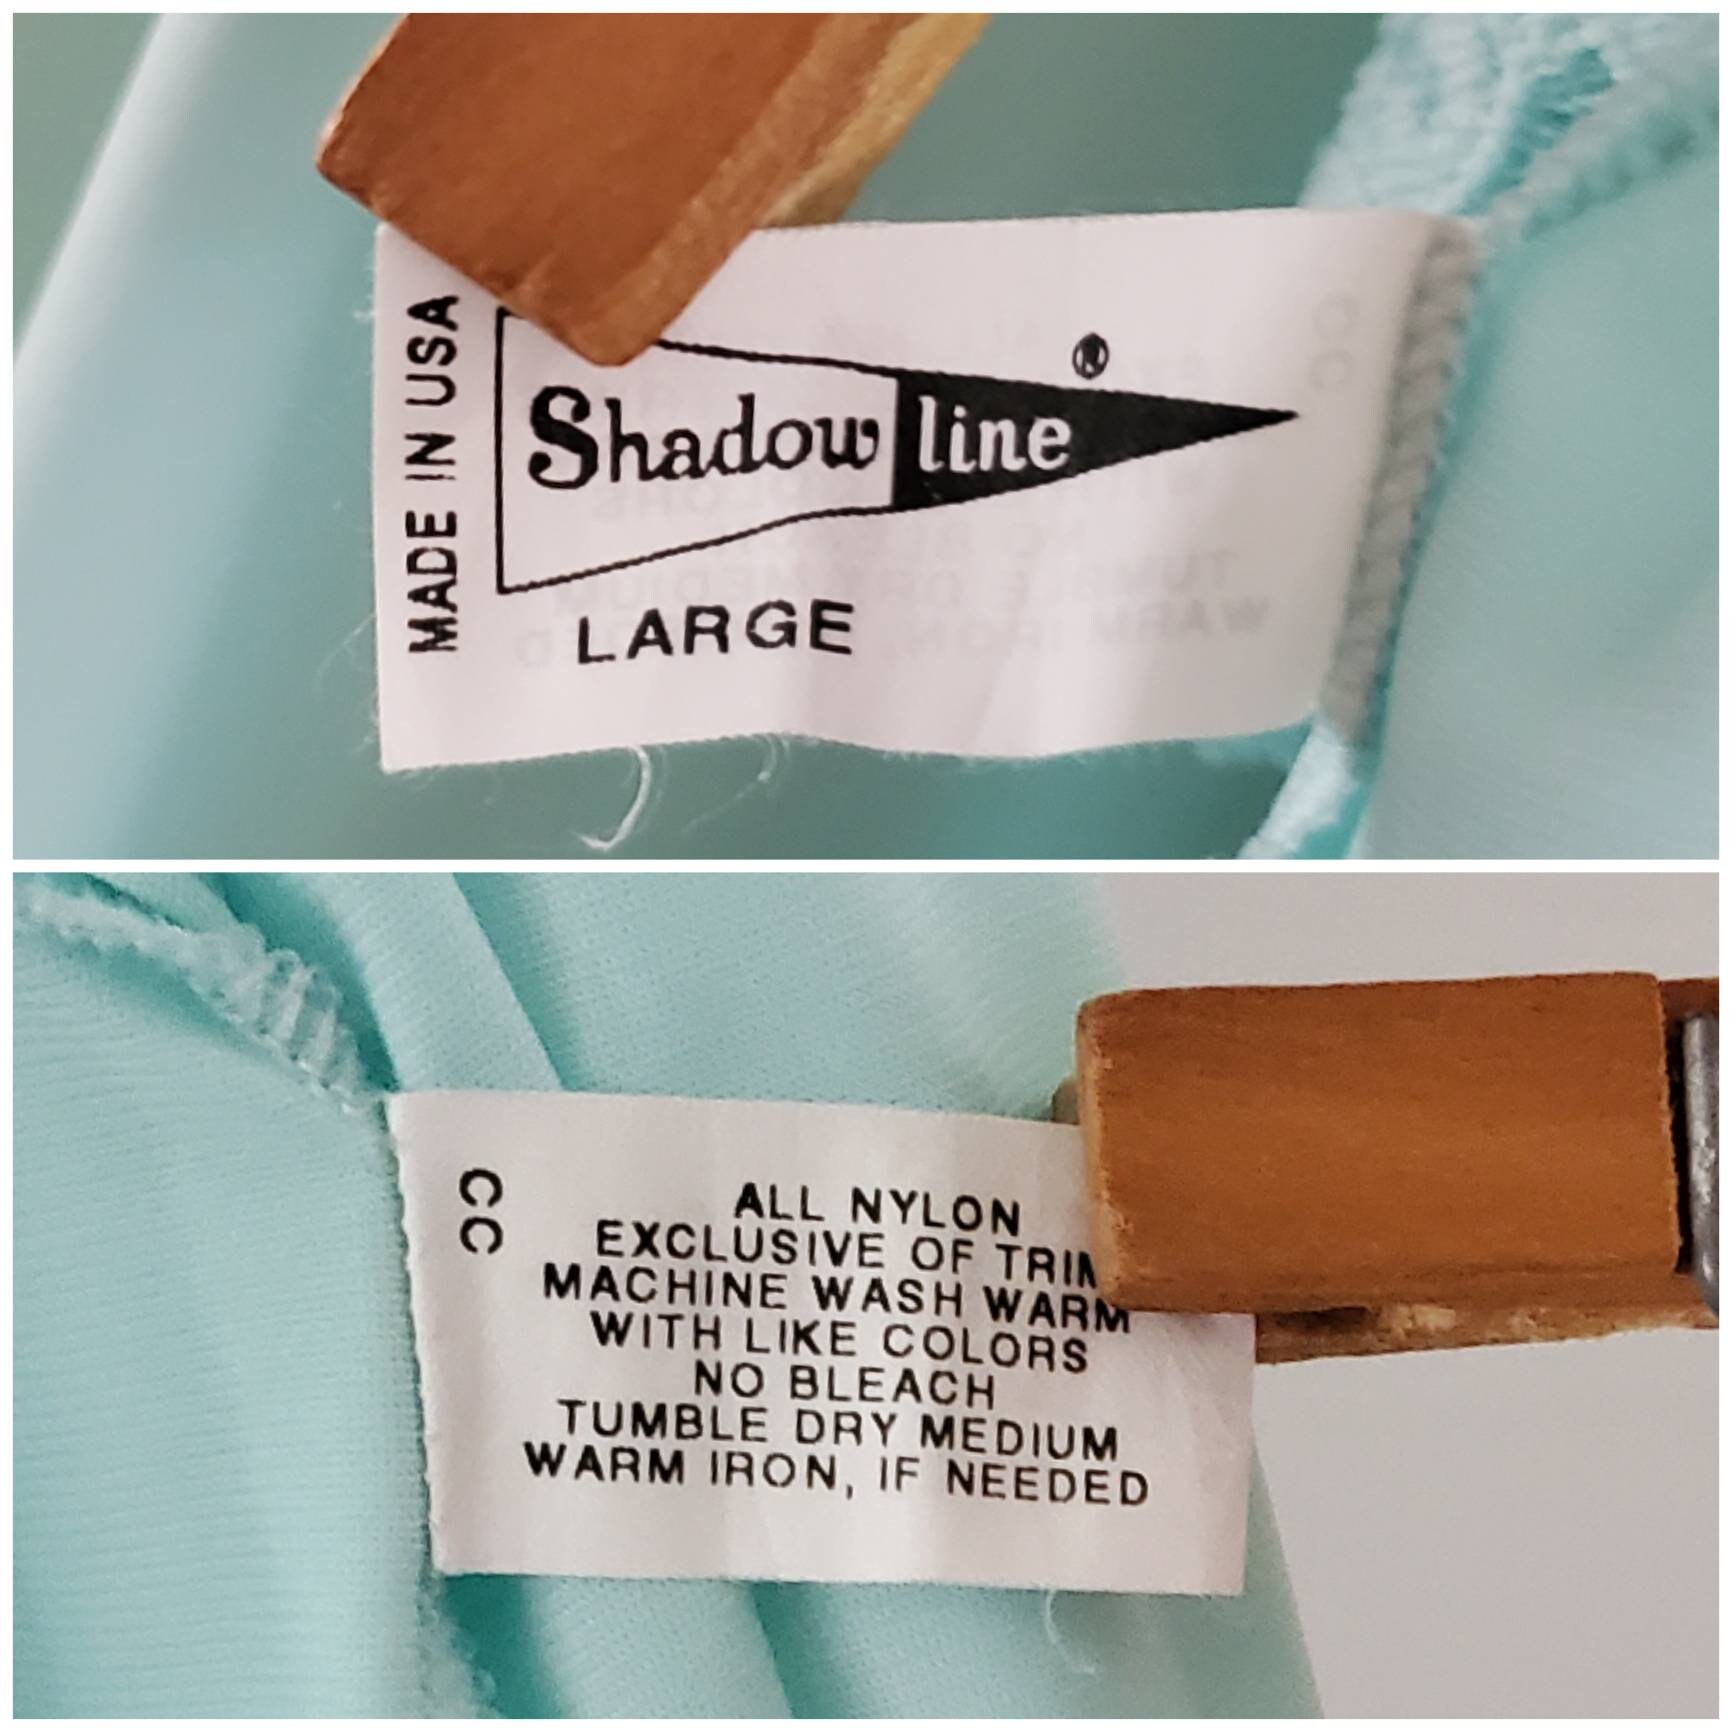 MADE IN USA
Shadow line ®
LARGE
CC
ALL NYLON
EXCLUSIVE OF TRIM
MACHINE WASH WARM
WITH LIKE COLORS
NO BLEACH
TUMBLE DRY MEDIUM
WARM IRON, IF NEEDED